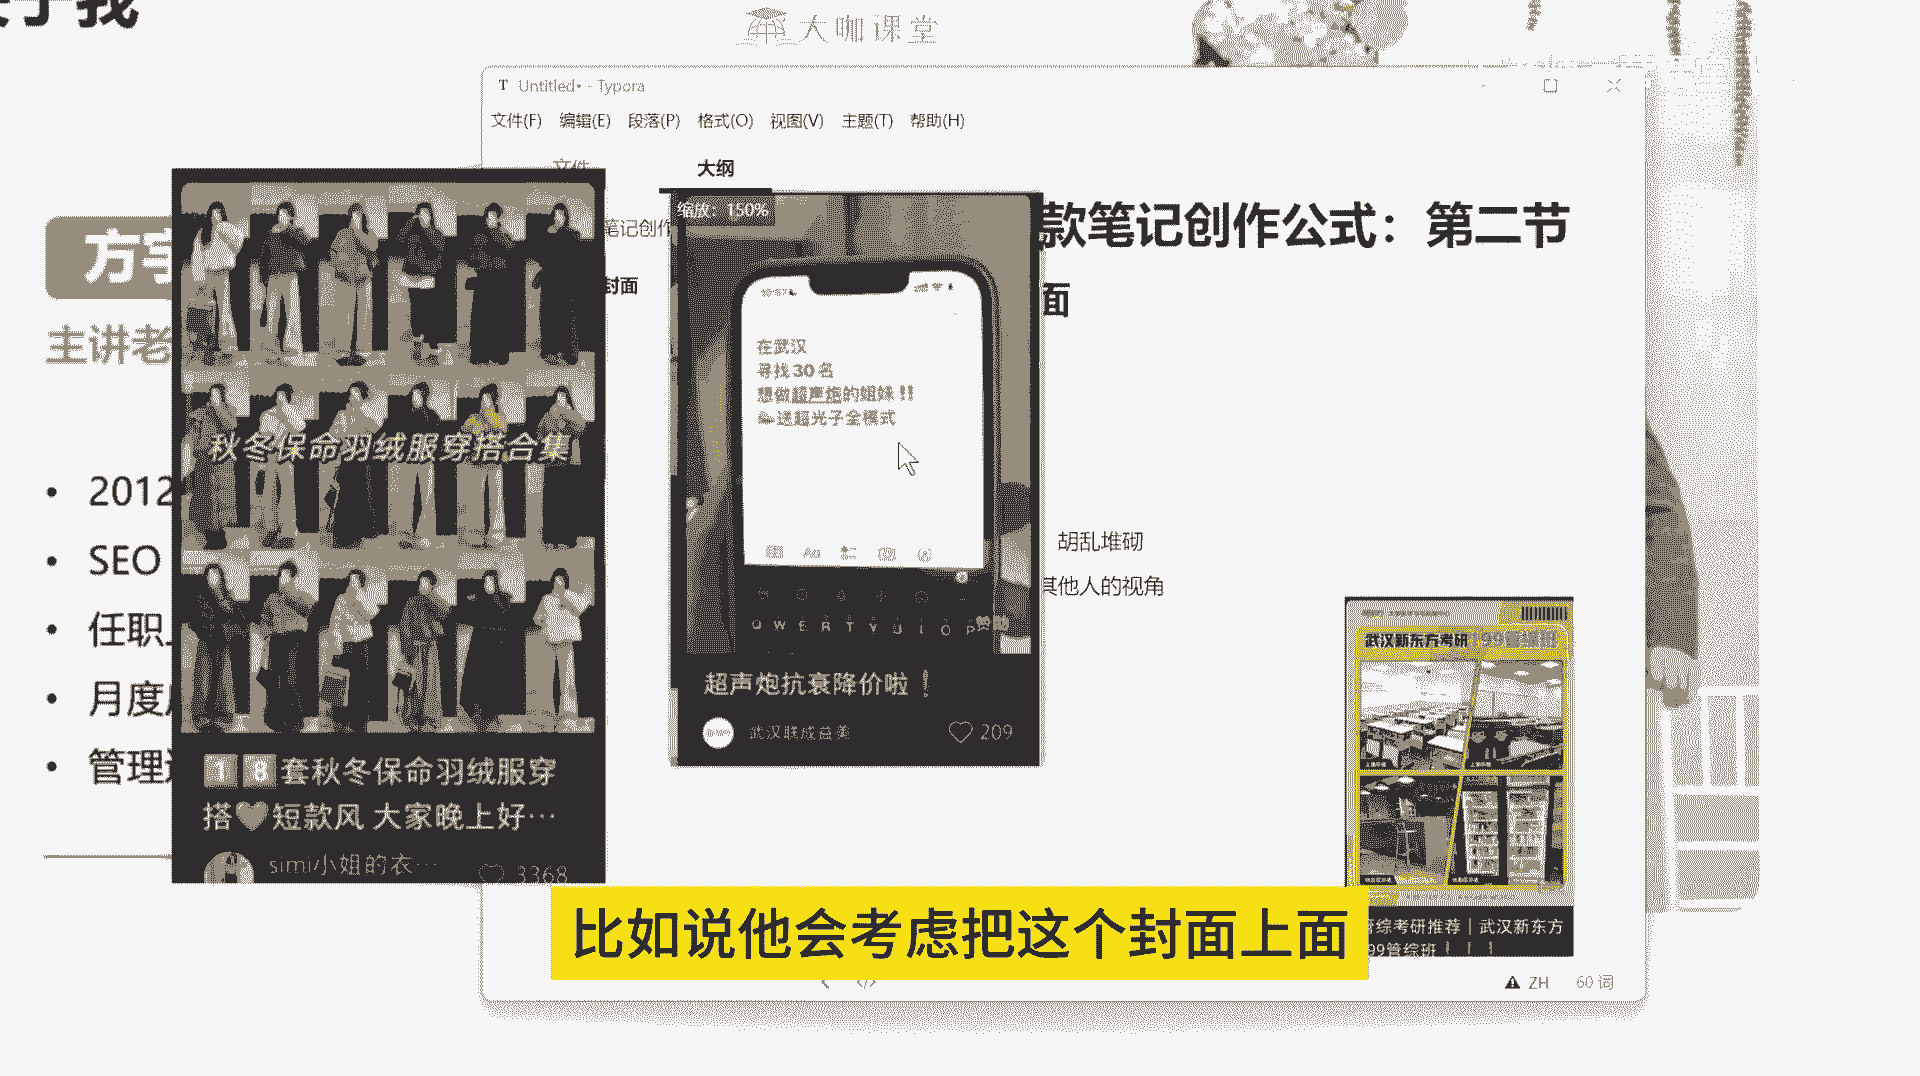 大咖课堂
Untitled• - Typora
文件(F) 编辑(E) 段落(P) 格式(O) 视图(V) 主题(T) 帮助(H)
文件
大纲
缩放：150%
笔记创作
款笔记创作公式：第二节
封面
面
主讲老
• 2012
• SEO
• 任职
• 月度
• 管理
秋冬保命羽绒服穿搭合集
18套秋冬保命羽绒服穿
搭♥短款风 大家晚上好…
simi小姐的衣…
3368
在武汉
寻找 30 名
想做超声炮的姐妹 !!
送超光子全模式
Q W E R T Y U I O P
赞助
超声炮抗衰降价啦！
武汉联成益美
209
胡乱堆砌
其他人的视角
武汉新东方考研 199管综班
管综考研推荐｜武汉新东方
99管综班！！！
比如说他会考虑把这个封面上面
ZH 60 词